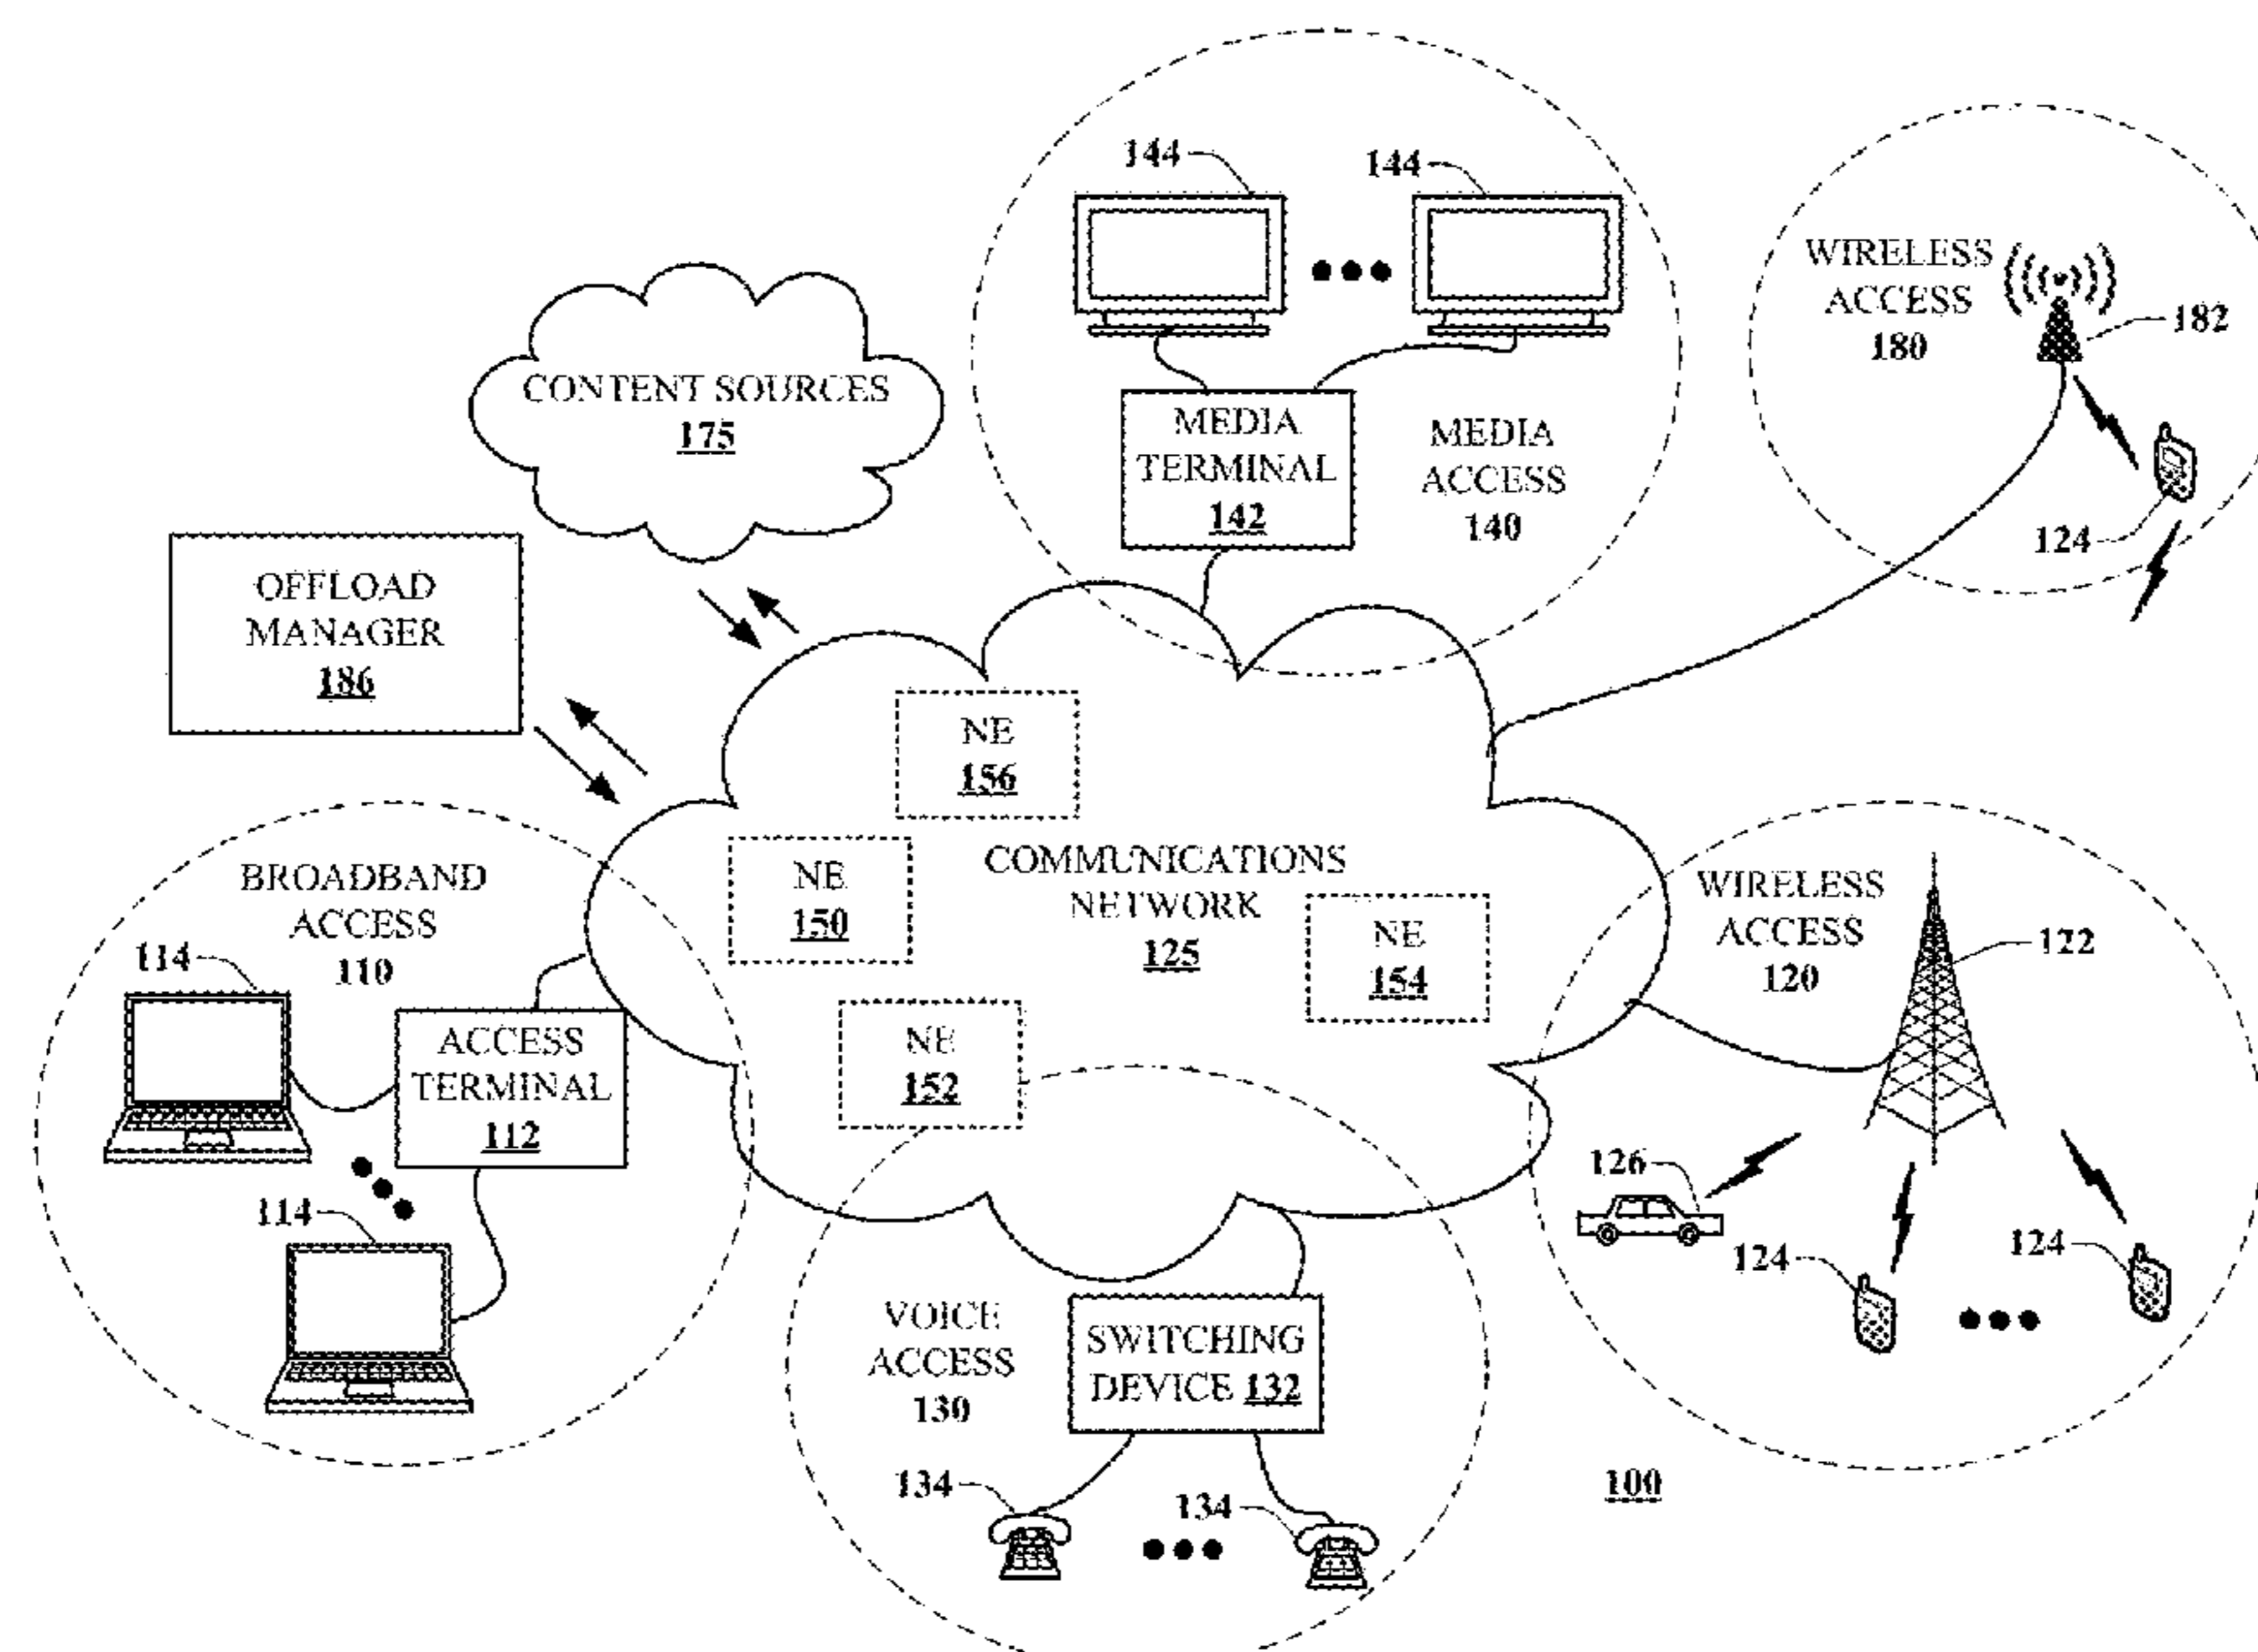 144
144
WIRELESS
ACCESS
180
182
CONTENT SOURCES
175
MEDIA
TERMINAL
142
MEDIA
ACCESS
140
124
OFFLOAD
MANAGER
186
NE
156
BROADBAND
ACCESS
110
NE
150
COMMUNICATIONS
NETWORK
125
NE
154
WIRELESS
ACCESS
120
122
114
ACCESS
TERMINAL
112
NE
152
126
114
124
124
VOICE
ACCESS
130
SWITCHING
DEVICE 132
134
134
100